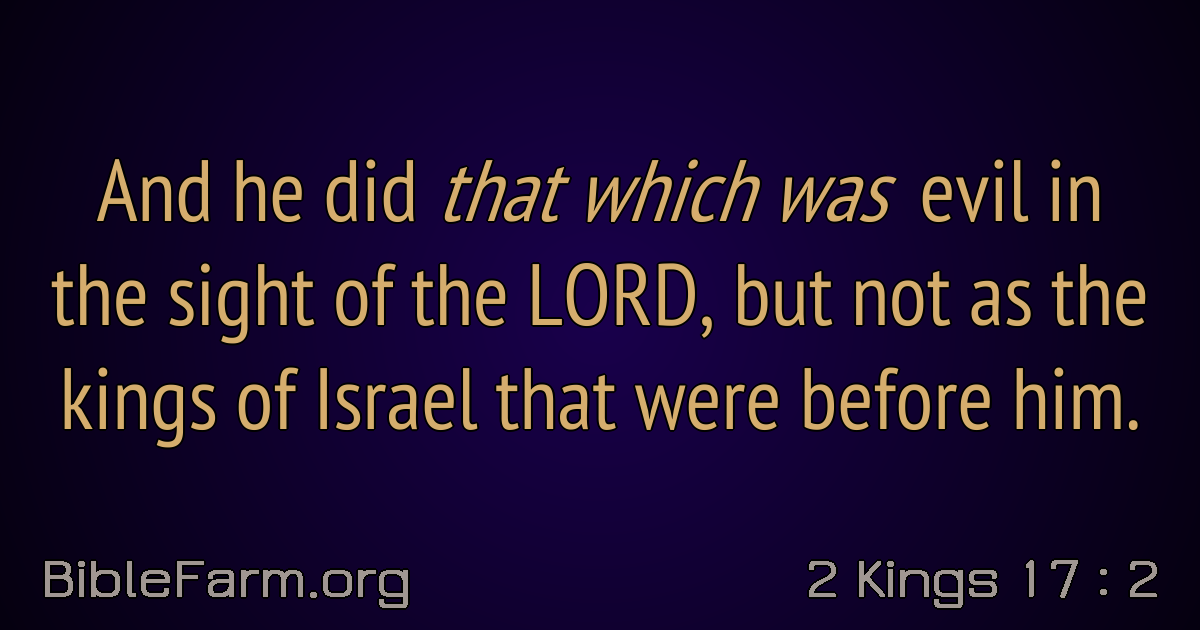 And he did that which was evil in
the sight of the LORD, but not as the
kings of Israel that were before him.
BibleFarm.org
2 Kings 17 : 2